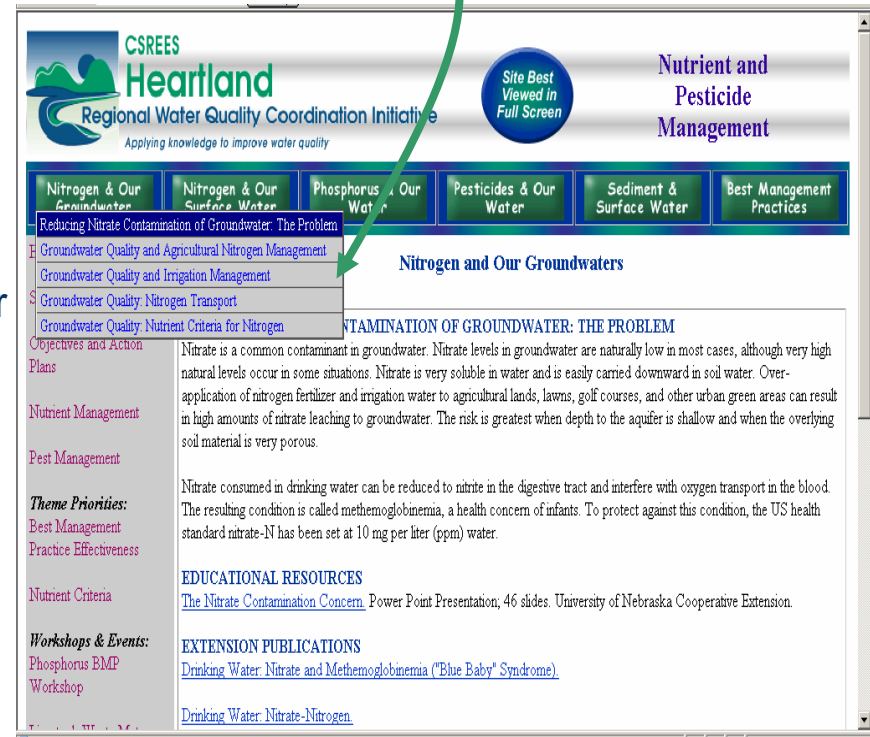 CSREES
Heartland
Regional Water Quality Coordination Initiative
Applying knowledge to improve water quality
Site Best
Viewed in
Full Screen
Nutrient and
Pesticide
Management
Nitrogen & Our
Groundwater
Nitrogen & Our
Surface Water
Phosphorus & Our
Water
Pesticides & Our
Water
Sediment &
Surface Water
Best Management
Practices
Reducing Nitrate Contamination of Groundwater: The Problem
Groundwater Quality and Agricultural Nitrogen Management
Groundwater Quality and Irrigation Management
Groundwater Quality: Nitrogen Transport
Groundwater Quality: Nutrient Criteria for Nitrogen
Objectives and Action
Plans
Nutrient Management
Pest Management
Theme Priorities:
Best Management
Practice Effectiveness
Nutrient Criteria
Workshops & Events:
Phosphorus BMP
Workshop
Nitrogen and Our Groundwaters
NTAMINATION OF GROUNDWATER: THE PROBLEM
Nitrate is a common contaminant in groundwater. Nitrate levels in groundwater are naturally low in most cases, although very high
natural levels occur in some situations. Nitrate is very soluble in water and is easily carried downward in soil water. Over-
application of nitrogen fertilizer and irrigation water to agricultural lands, lawns, golf courses, and other urban green areas can result
in high amounts of nitrate leaching to groundwater. The risk is greatest when depth to the aquifer is shallow and when the overlying
soil material is very porous.
Nitrate consumed in drinking water can be reduced to nitrite in the digestive tract and interfere with oxygen transport in the blood.
The resulting condition is called methemoglobinemia, a health concern of infants. To protect against this condition, the US health
standard nitrate-N has been set at 10 mg per liter (ppm) water.
EDUCATIONAL RESOURCES
The Nitrate Contamination Concern. Power Point Presentation; 46 slides. University of Nebraska Cooperative Extension.
EXTENSION PUBLICATIONS
Drinking Water: Nitrate and Methemoglobinemia ("Blue Baby" Syndrome).
Drinking Water: Nitrate-Nitrogen.